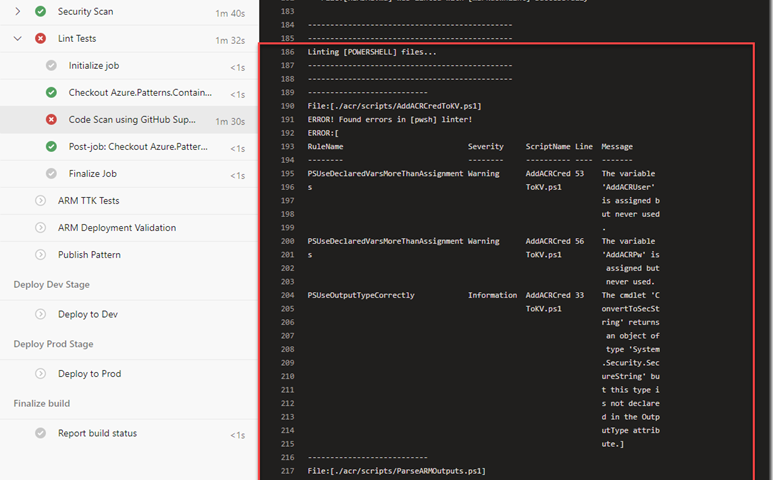 Security Scan 1m 40s
Lint Tests 1m 32s
Initialize job <1s
Checkout Azure.Patterns.Contain... <1s
Code Scan using GitHub Sup... 1m 30s
Post-job: Checkout Azure.Patter... <1s
Finalize Job <1s
ARM TTK Tests
ARM Deployment Validation
Publish Pattern
Deploy Dev Stage
Deploy to Dev
Deploy Prod Stage
Deploy to Prod
Finalize build
Report build status <1s
183
184 -----------------------------------------------
185 -----------------------------------------------
186 Linting [POWERSHELL] files...
187 -----------------------------------------------
188 -----------------------------------------------
189 ---------------------------
190 File:[./acr/scripts/AddACRCredToKV.ps1]
191 ERROR! Found errors in [pwsh] linter!
192 ERROR:[
193 RuleName Severity ScriptName Line Message
194 -------- -------- ---------- ---- -------
195 PSUseDeclaredVarsMoreThanAssignment Warning AddACRCred 53 The variable
196 s ToKV.ps1 'AddACRUser'
197 is assigned b
198 ut never used
199 .
200 PSUseDeclaredVarsMoreThanAssignment Warning AddACRCred 56 The variable
201 s ToKV.ps1 'AddACRPw' is
202 assigned but
203 never used.
204 PSUseOutputTypeCorrectly Information AddACRCred 33 The cmdlet 'C
205 ToKV.ps1 onvertToSecSt
206 ring' returns
207 an object of
208 type 'System
209 .Security.Sec
210 ureString' bu
211 t this type i
212 s not declare
213 d in the Outp
214 utType attrib
215 ute.]
216 ---------------------------
217 File:[./acr/scripts/ParseARMOutputs.ps1]